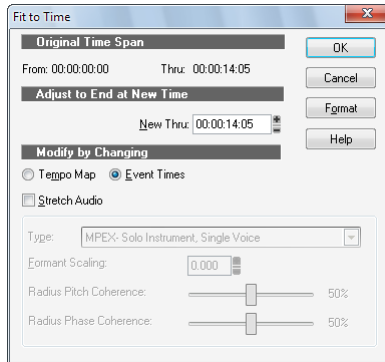 Fit to Time
Original Time Span
OK
From: 00:00:00:00 Thru: 00:00:14:05
Cancel
Adjust to End at New Time
Format
New Thru: 00:00:14:05
Help
Modify by Changing
Tempo Map Event Times
Stretch Audio
Type: MPEX- Solo Instrument, Single Voice
Formant Scaling: 0.000
Radius Pitch Coherence: 50%
Radius Phase Coherence: 50%